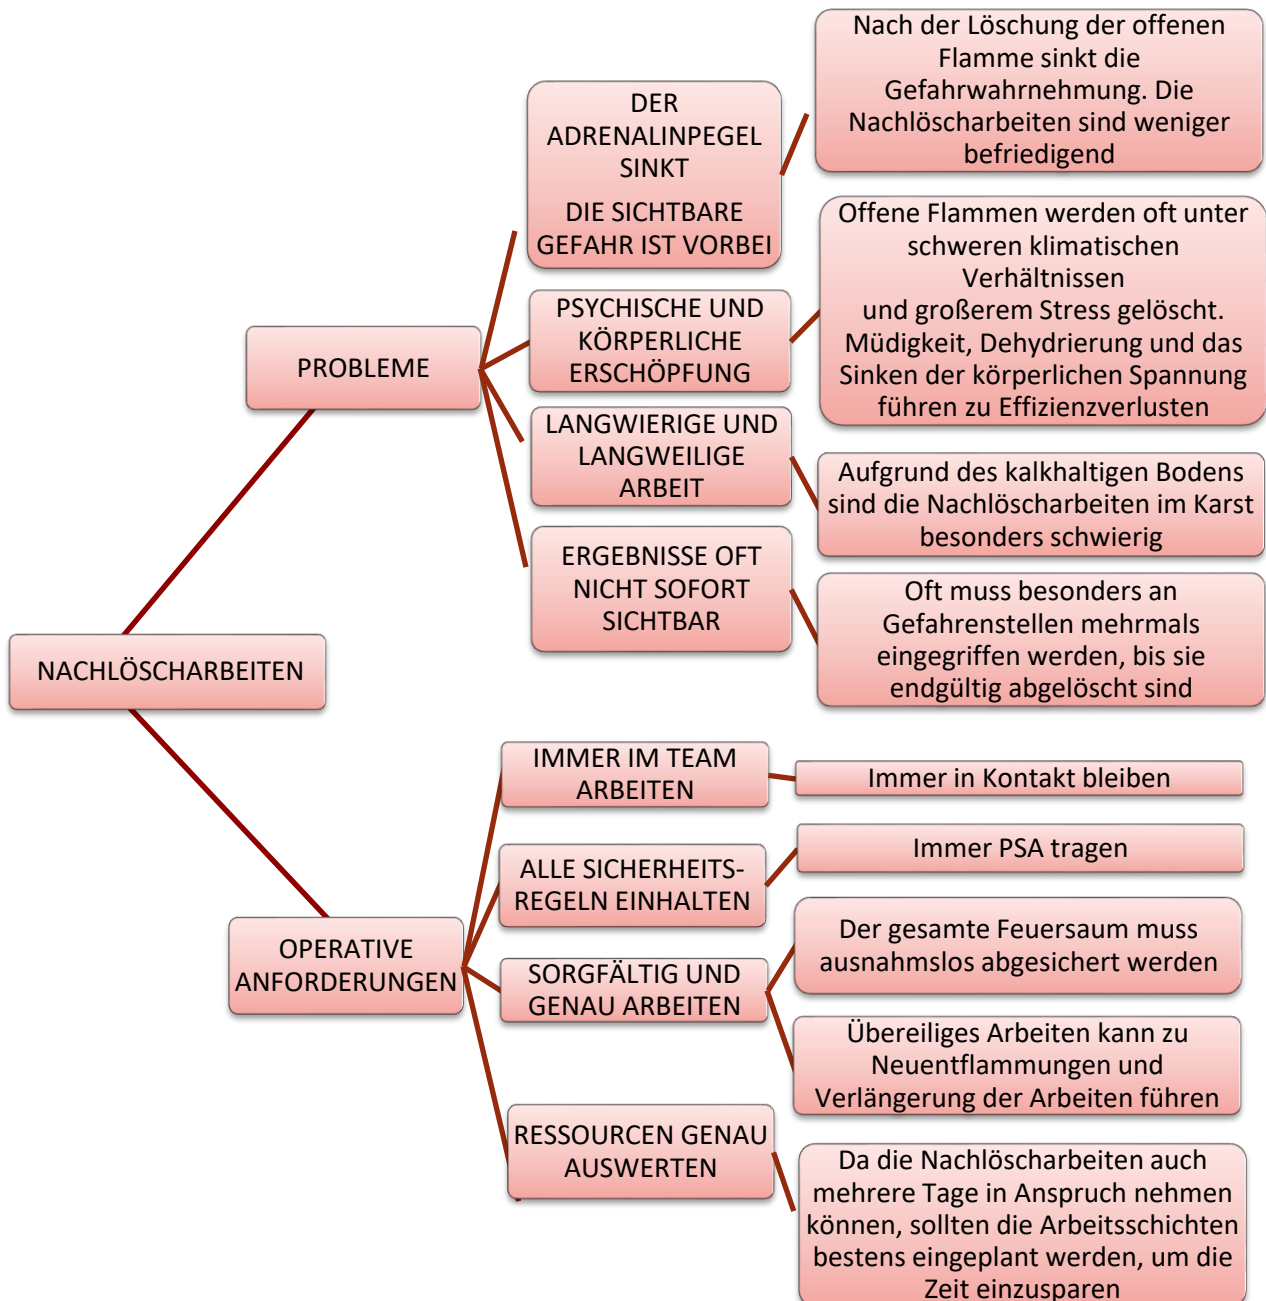 NACHLÖSCHARBEITEN
PROBLEME
DER
ADRENALINPEGEL
SINKT
DIE SICHTBARE
GEFAHR IST VORBEI
Nach der Löschung der offenen
Flamme sinkt die
Gefahrwahrnehmung. Die
Nachlöscharbeiten sind weniger
befriedigend
PSYCHISCHE UND
KÖRPERLICHE
ERSCHÖPFUNG
Offene Flammen werden oft unter
schweren klimatischen
Verhältnissen
und großerem Stress gelöscht.
Müdigkeit, Dehydrierung und das
Sinken der körperlichen Spannung
führen zu Effizienzverlusten
LANGWIERIGE UND
LANGWEILIGE
ARBEIT
Aufgrund des kalkhaltigen Bodens
sind die Nachlöscharbeiten im Karst
besonders schwierig
ERGEBNISSE OFT
NICHT SOFORT
SICHTBAR
Oft muss besonders an
Gefahrenstellen mehrmals
eingegriffen werden, bis sie
endgültig abgelöscht sind
OPERATIVE
ANFORDERUNGEN
IMMER IM TEAM
ARBEITEN
Immer in Kontakt bleiben
ALLE SICHERHEITS-
REGELN EINHALTEN
Immer PSA tragen
SORGFÄLTIG UND
GENAU ARBEITEN
Der gesamte Feuersaum muss
ausnahmslos abgesichert werden
Übereiliges Arbeiten kann zu
Neuentflammungen und
Verlängerung der Arbeiten führen
RESSOURCEN GENAU
AUSWERTEN
Da die Nachlöscharbeiten auch
mehrere Tage in Anspruch nehmen
können, sollten die Arbeitsschichten
bestens eingeplant werden, um die
Zeit einzusparen